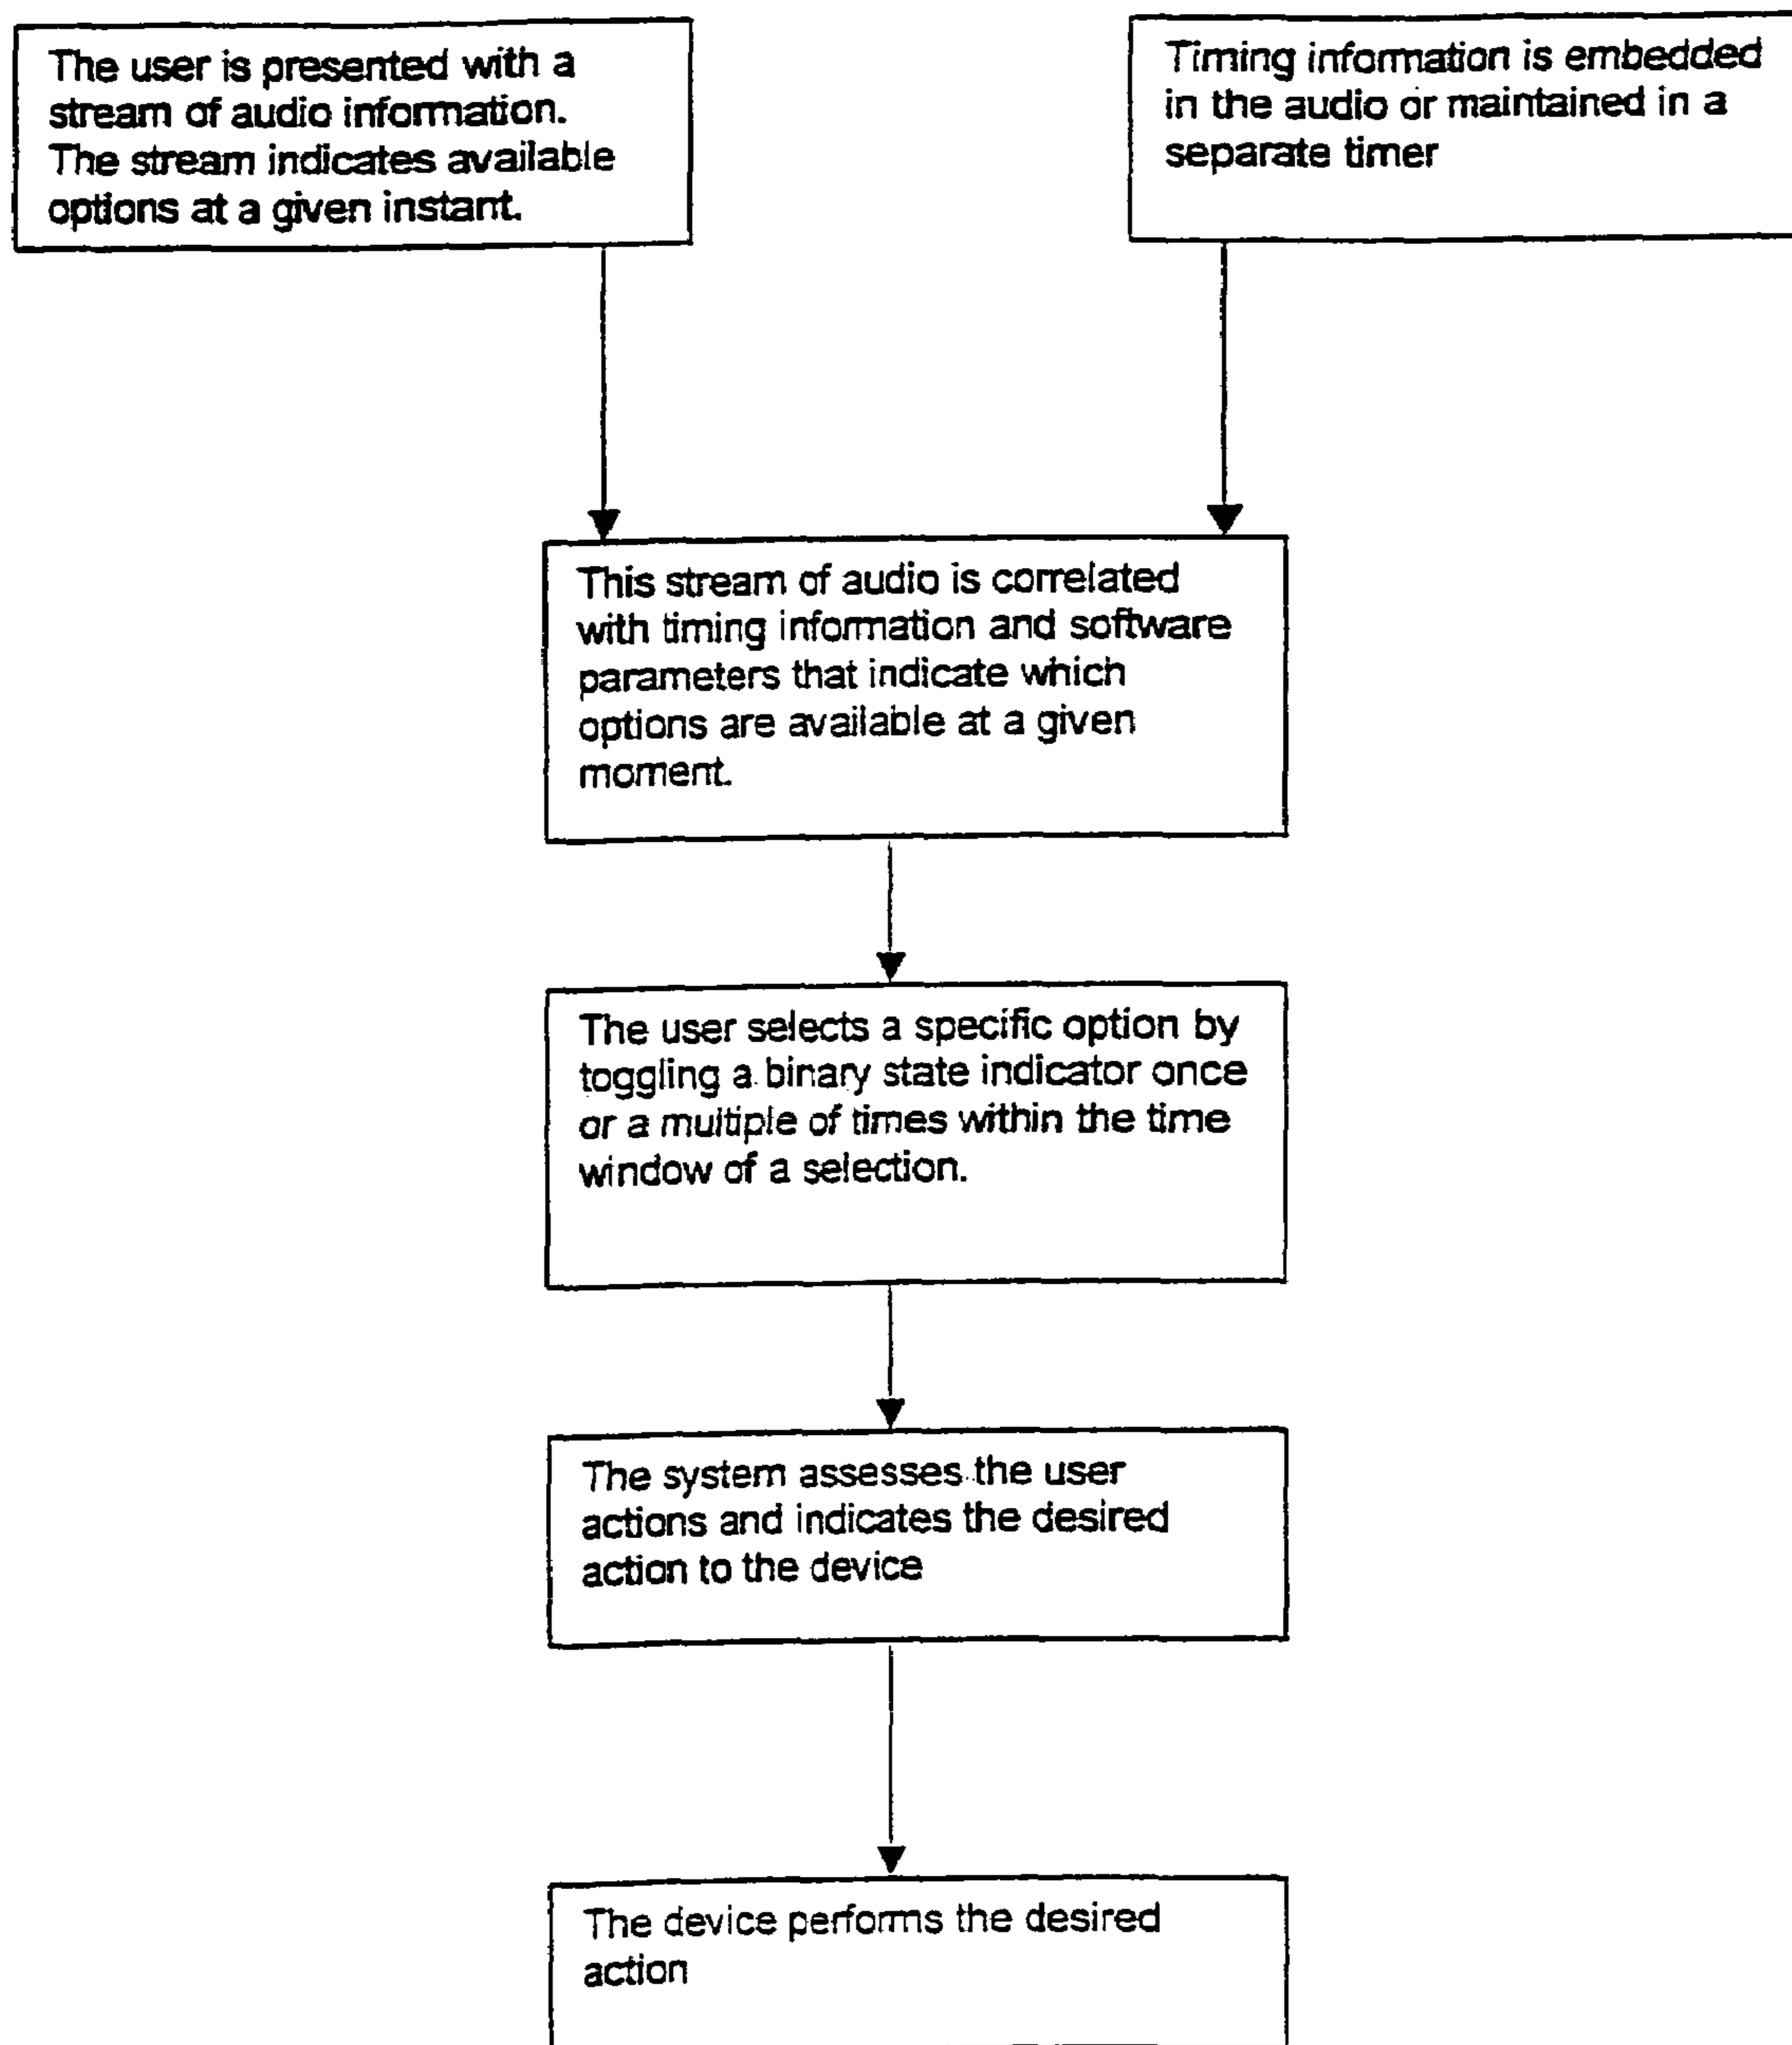 The user is presented with a
stream of audio information.
The stream indicates available
options at a given instant.
Timing information is embedded
in the audio or maintained in a
separate timer
This stream of audio is correlated
with timing information and software
parameters that indicate which
options are available at a given
moment.
The user selects a specific option by
toggling a binary state indicator once
or a multiple of times within the time
window of a selection.
The system assesses the user
actions and indicates the desired
action to the device
The device performs the desired
action